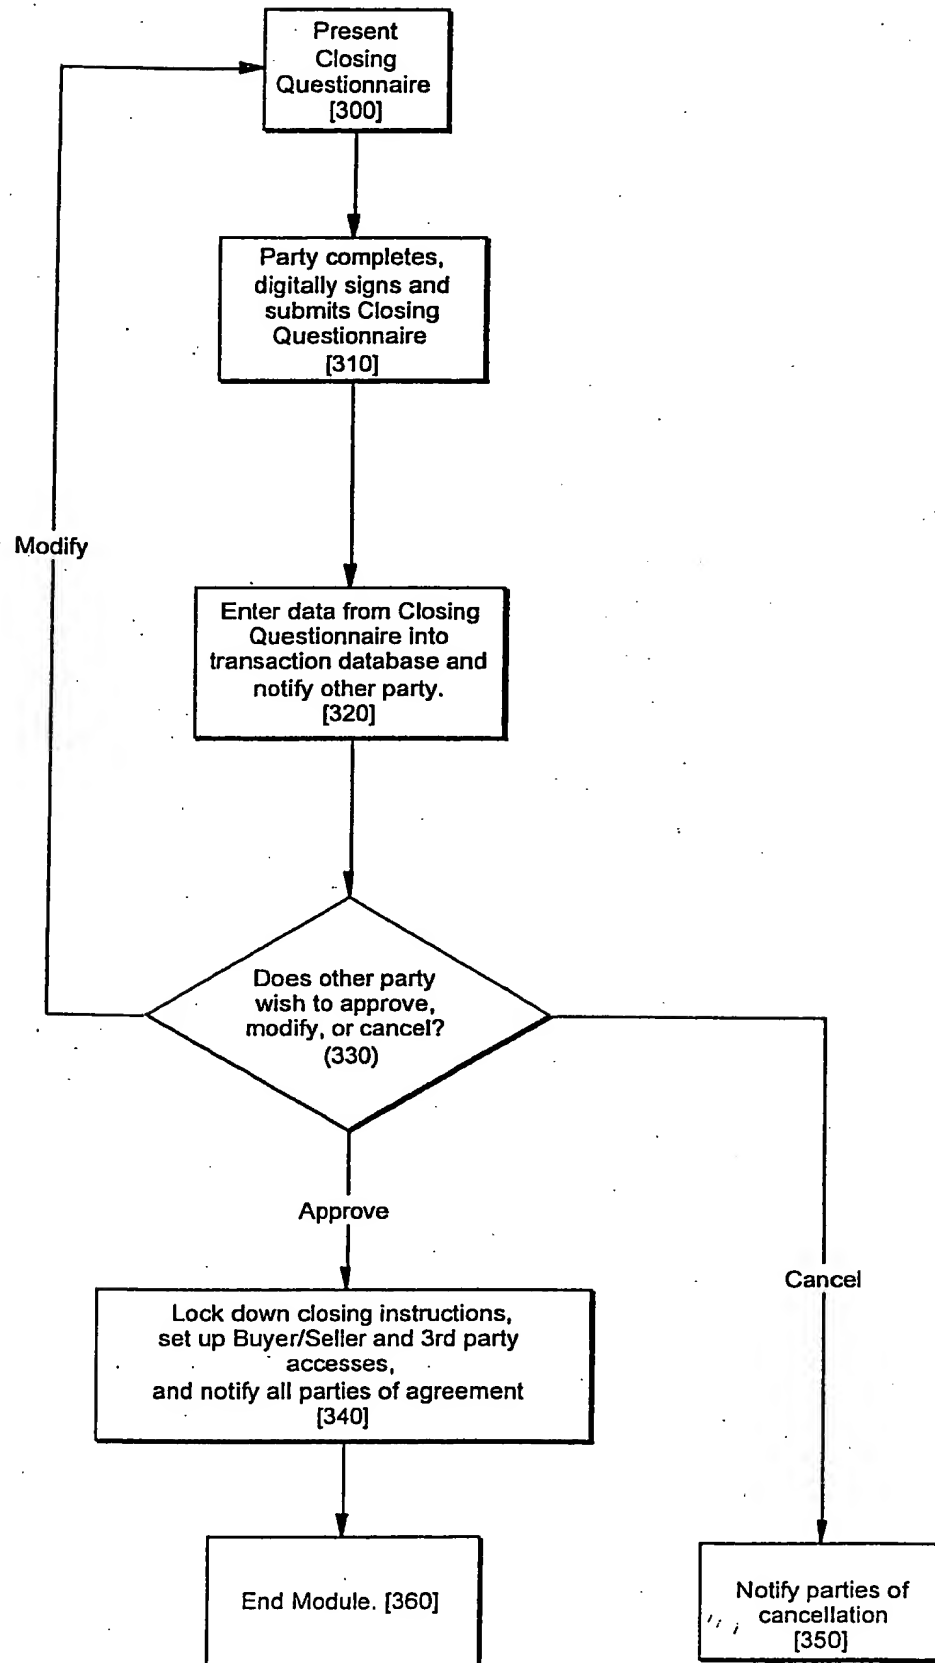 Present
Closing
Questionnaire
[300]
Party completes,
digitally signs and
submits Closing
Questionnaire
[310]
Modify
Enter data from Closing
Questionnaire into
transaction database and
notify other party.
[320]
Does other party
wish to approve,
modify, or cancel?
(330)
Approve
Cancel
Lock down closing instructions,
set up Buyer/Seller and 3rd party
accesses,
and notify all parties of agreement
[340]
End Module. [360]
Notify parties of
cancellation
[350]